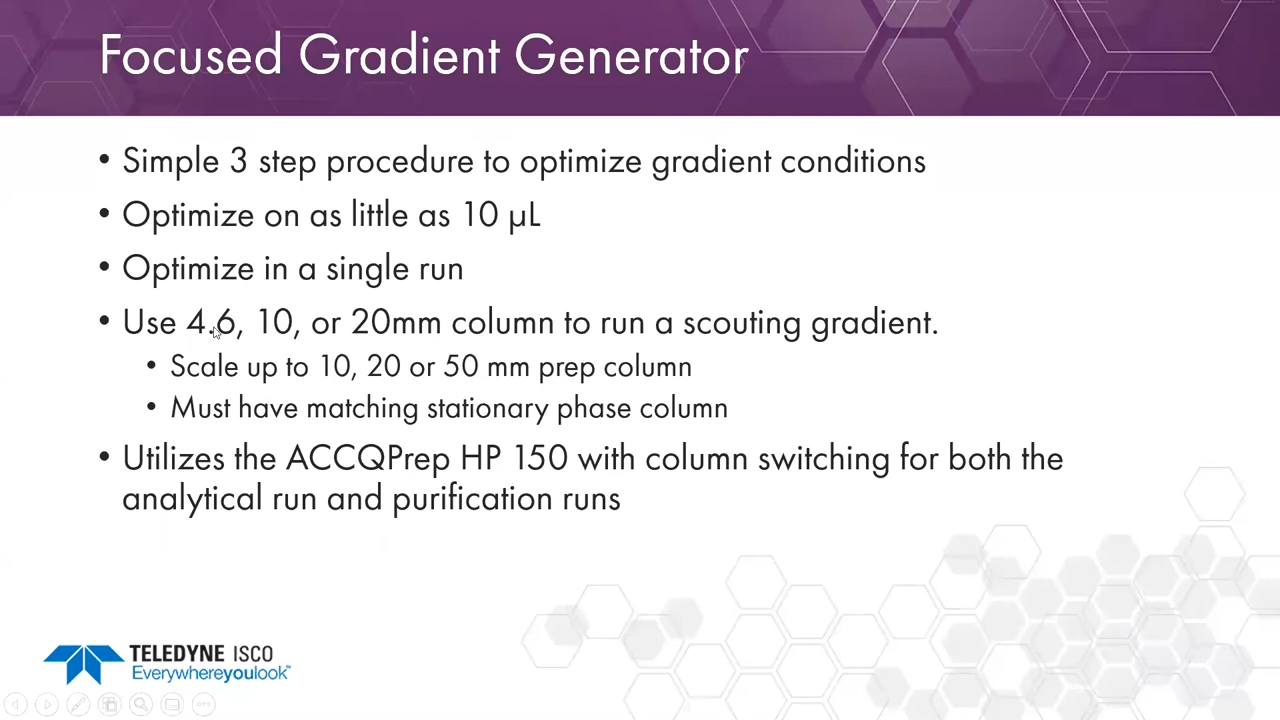 Focused Gradient Generator
• Simple 3 step procedure to optimize gradient conditions
• Optimize on as little as 10 µL
• Optimize in a single run
• Use 4.6, 10, or 20mm column to run a scouting gradient.
• Scale up to 10, 20 or 50 mm prep column
• Must have matching stationary phase column
• Utilizes the ACCQPrep HP 150 with column switching for both the
analytical run and purification runs
TELEDYNE ISCO
Everywhereyoulook™